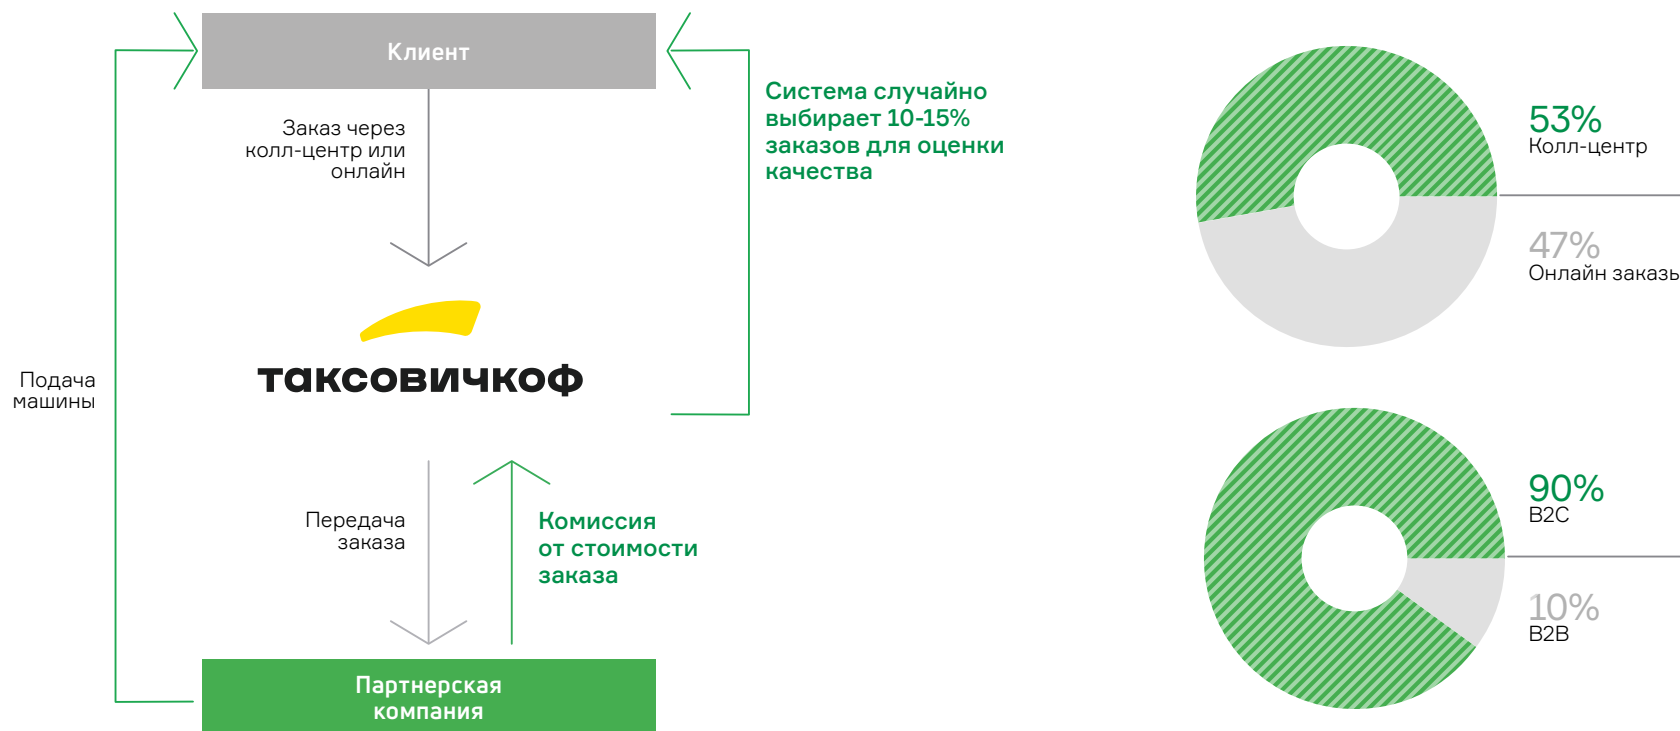 Клиент
Заказ через
колл-центр или
онлайн
Система случайно
выбирает 10-15%
заказов для оценки
качества
таксовичкоф
Подача
машины
Передача
заказа
Комиссия
от стоимости
заказа
Партнерская
компания
53%
Колл-центр
47%
Онлайн заказы
90%
B2C
10%
B2B